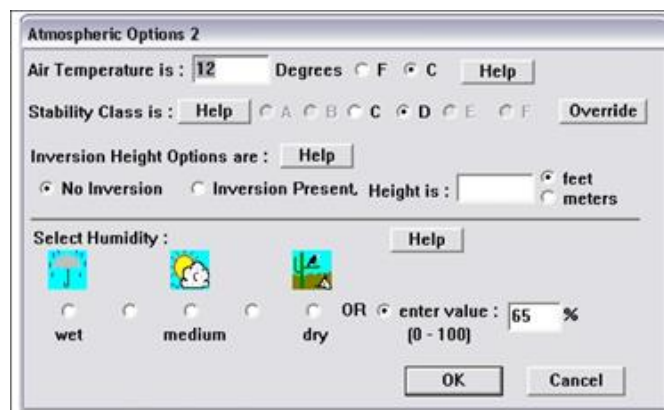 Atmospheric Options 2
Air Temperature is : 12 Degrees F C Help
Stability Class is : Help A B C D E F Override
Inversion Height Options are : Help
No Inversion Inversion Present, Height is : feet
meters
Select Humidity : Help
OR enter value : 65 %
wet medium dry (0 - 100)
OK Cancel